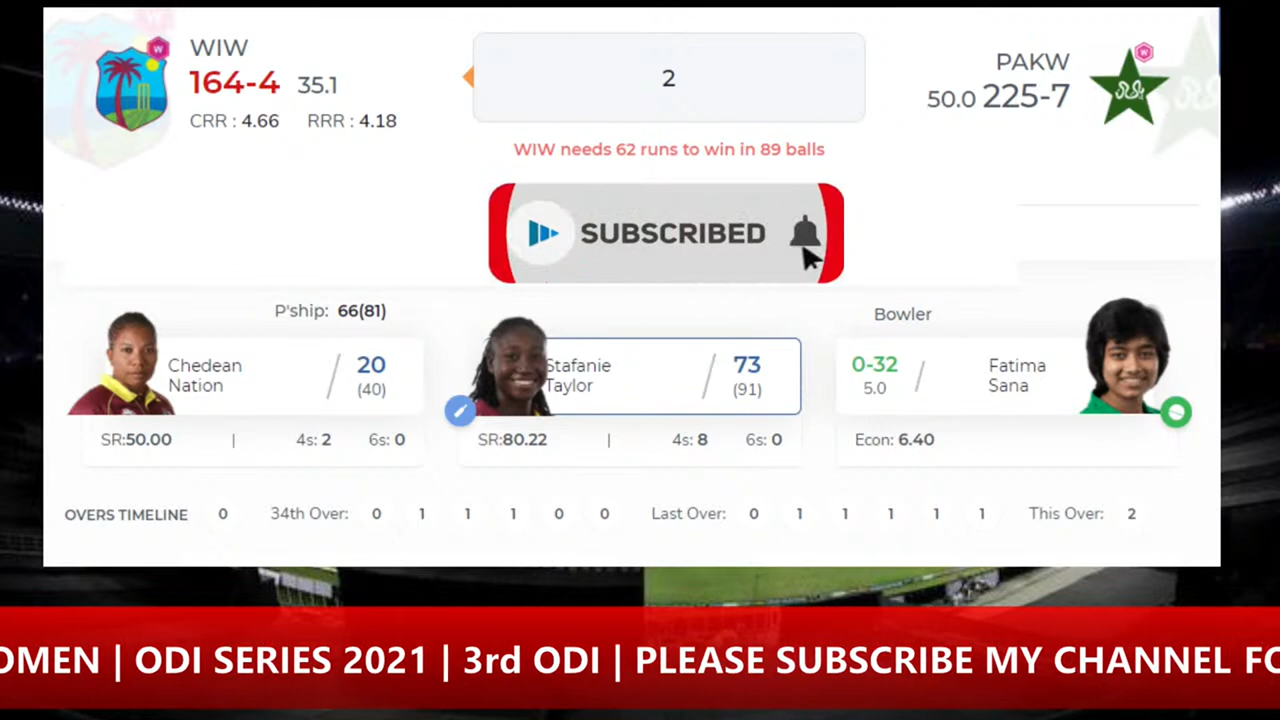 WIW
164-4 35.1
CRR : 4.66 RRR : 4.18
2
WIW needs 62 runs to win in 89 balls
PAKW
50.0 225-7
W
W
SUBSCRIBED
P'ship: 66(81)
Chedean
Nation
/ 20
(40)
SR:50.00 | 4s: 2 6s: 0
Stafanie
Taylor
/ 73
(91)
SR:80.22 | 4s: 8 6s: 0
Bowler
0-32
5.0 /
Fatima
Sana
Econ: 6.40
OVERS TIMELINE 0 34th Over: 0 1 1 1 0 0 Last Over: 0 1 1 1 1 1 This Over: 2
OMEN | ODI SERIES 2021 | 3rd ODI | PLEASE SUBSCRIBE MY CHANNEL FO